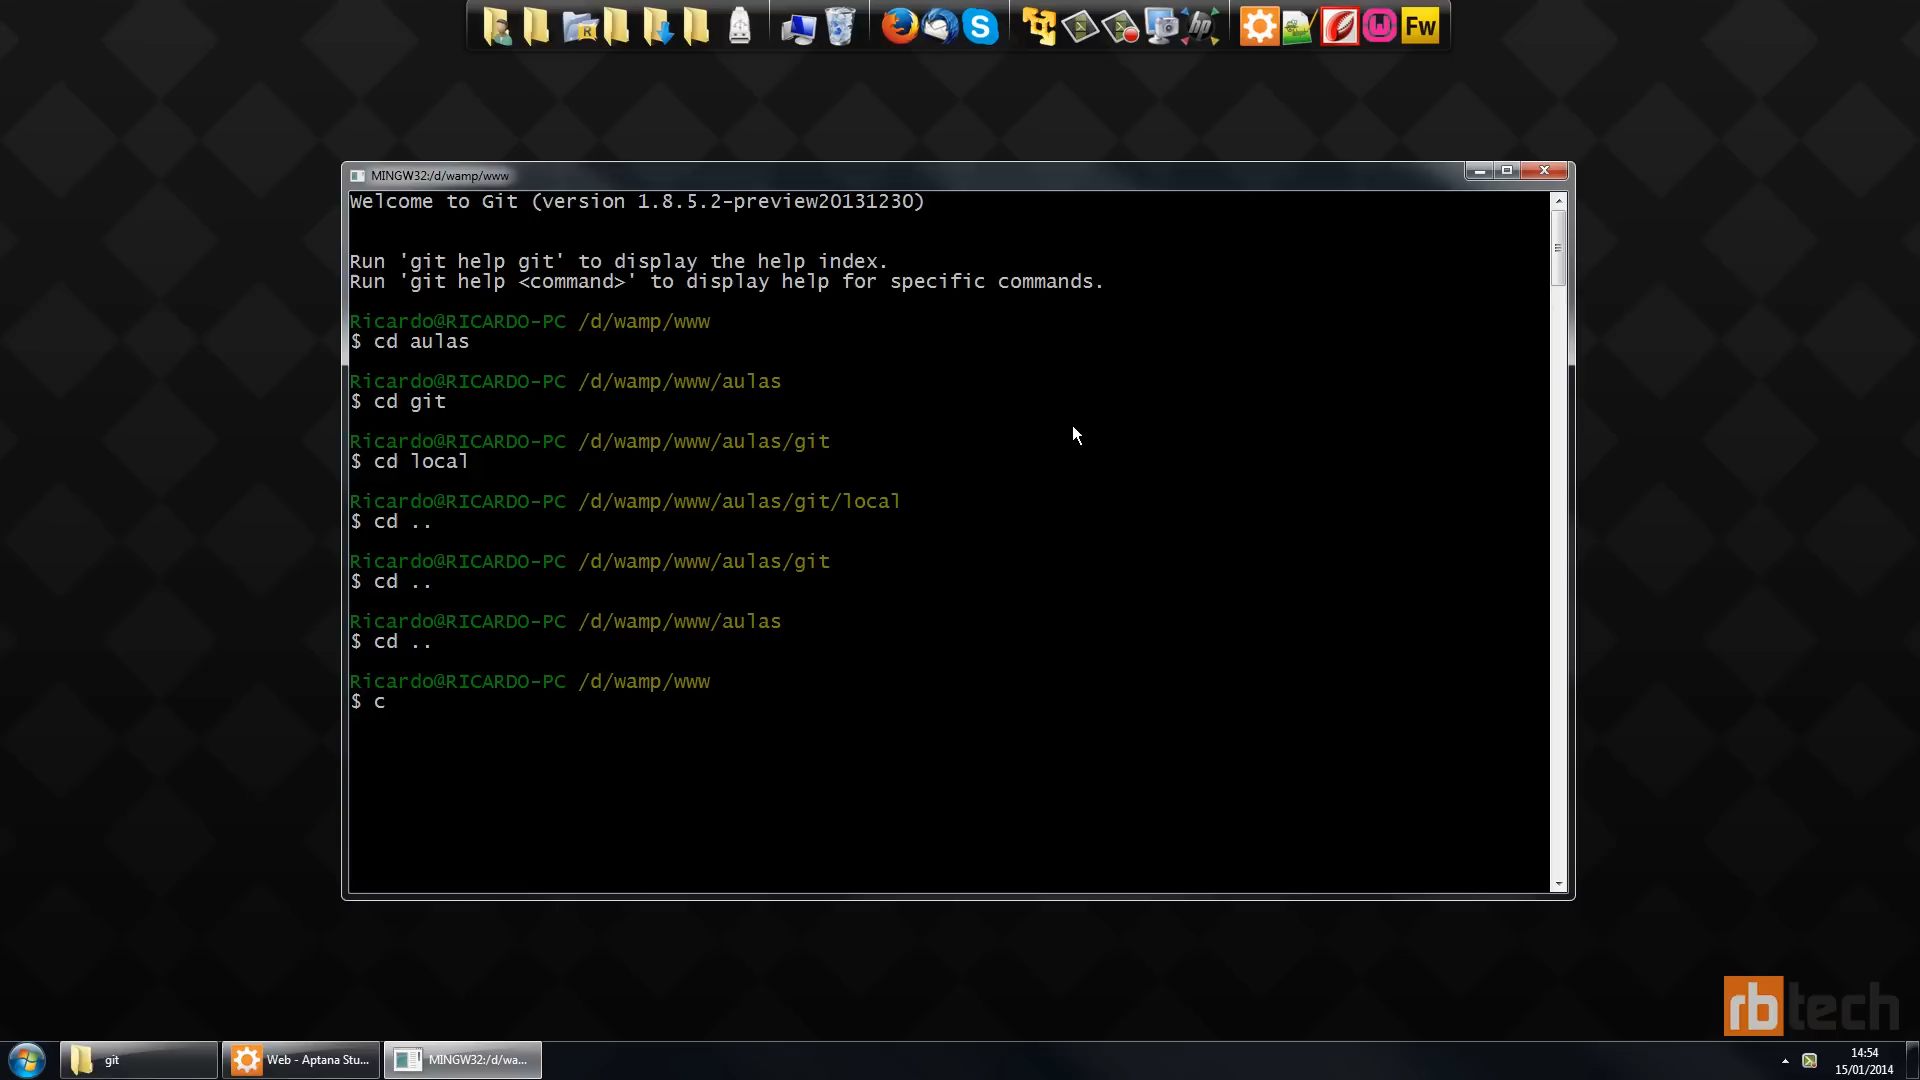 Fw
MINGW32:/d/wamp/www
Welcome to Git (version 1.8.5.2-preview20131230)
Run 'git help git' to display the help index.
Run 'git help <command>' to display help for specific commands.
Ricardo@RICARDO-PC /d/wamp/www
$ cd aulas
Ricardo@RICARDO-PC /d/wamp/www/aulas
$ cd git
Ricardo@RICARDO-PC /d/wamp/www/aulas/git
$ cd local
Ricardo@RICARDO-PC /d/wamp/www/aulas/git/local
$ cd ..
Ricardo@RICARDO-PC /d/wamp/www/aulas/git
$ cd ..
Ricardo@RICARDO-PC /d/wamp/www/aulas
$ cd ..
Ricardo@RICARDO-PC /d/wamp/www
$ c
rbtech
git
Web - Aptana Stu...
MINGW32:/d/wa...
14:54
15/01/2014